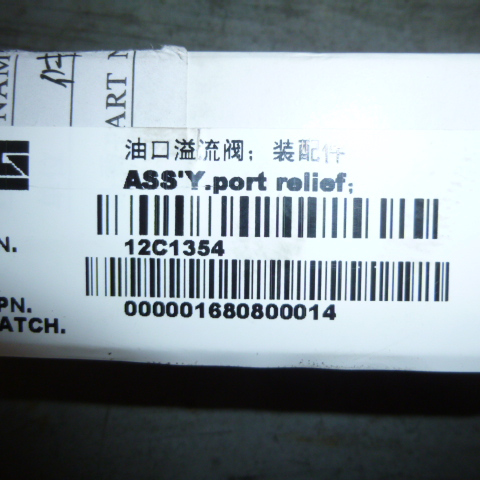 NAM
ART N
油口溢流阀；装配件
ASS'Y.port relief;
N.
12C1354
PN.
000001680800014
ATCH.